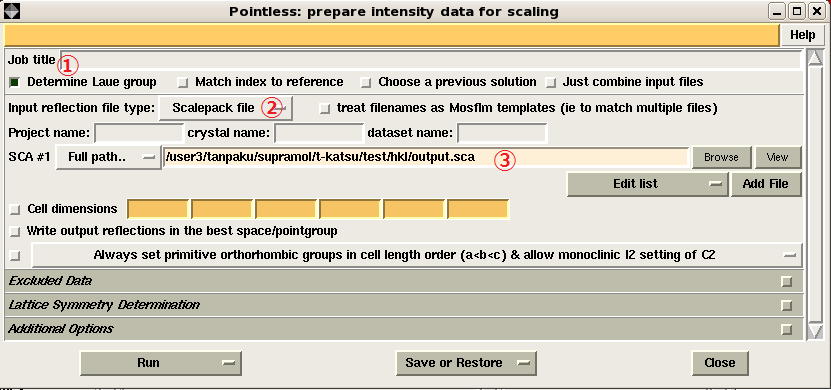 Pointless: prepare intensity data for scaling
Help
Job title ①
Determine Laue group Match index to reference Choose a previous solution Just combine input files
Input reflection file type: Scalepack file ② treat filenames as Mosflm templates (ie to match multiple files)
Project name: crystal name: dataset name:
SCA #1 Full path.. /user3/tanpaku/supramol/t-katsu/test/hkl/output.sca ③ Browse View
Edit list Add File
Cell dimensions
Write output reflections in the best space/pointgroup
Always set primitive orthorhombic groups in cell length order (a<b<c) & allow monoclinic I2 setting of C2
Excluded Data
Lattice Symmetry Determination
Additional Options
Run Save or Restore Close